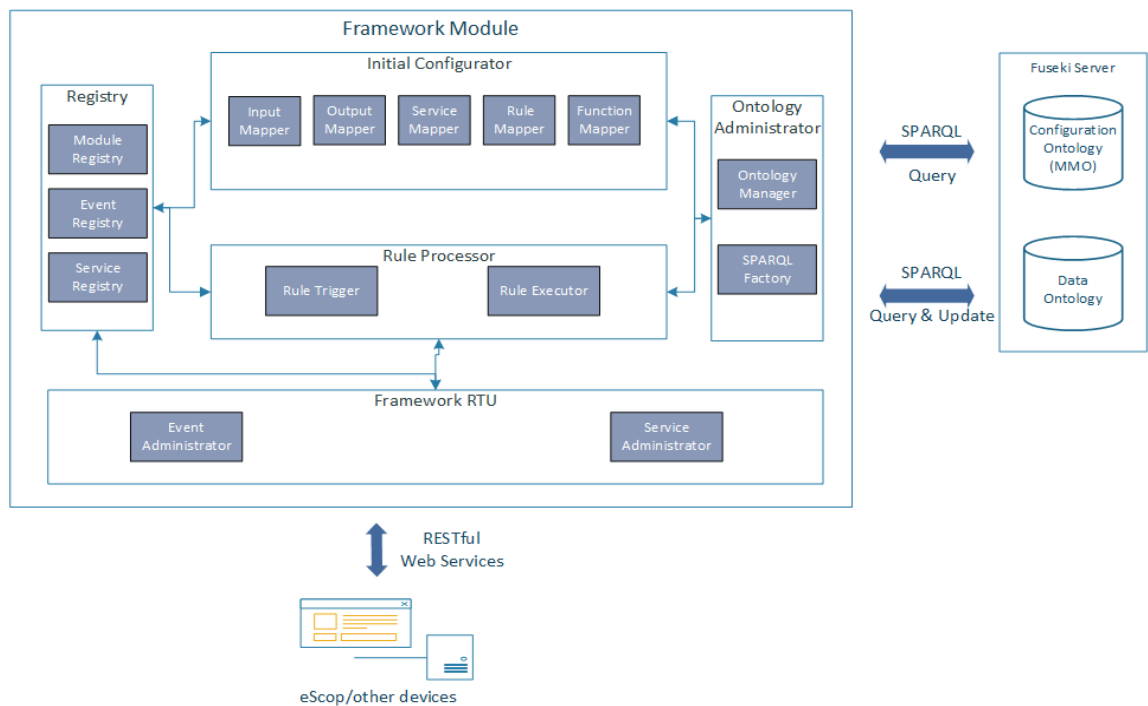 Framework Module
Initial Configurator
Input
Mapper
Output
Mapper
Service
Mapper
Rule
Mapper
Function
Mapper
Registry
Module
Registry
Event
Registry
Service
Registry
Rule Processor
Rule Trigger
Rule Executor
Ontology
Administrator
Ontology
Manager
SPARQL
Factory
Framework RTU
Event
Administrator
Service
Administrator
SPARQL
Query
SPARQL
Query & Update
Fuseki Server
Configuration
Ontology
(MMO)
Data
Ontology
RESTful
Web Services
eScop/other devices